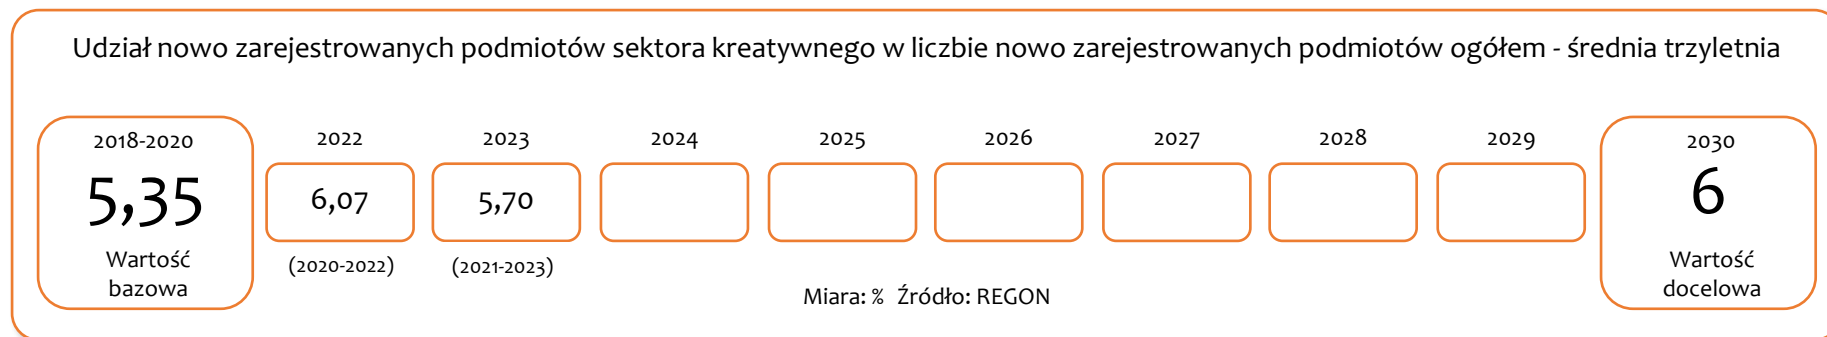 Udział nowo zarejestrowanych podmiotów sektora kreatywnego w liczbie nowo zarejestrowanych podmiotów ogółem - średnia trzyletnia
2018-2020
5,35
Wartość
bazowa
2022
6,07
(2020-2022)
2023
5,70
(2021-2023)
2024
2025
2026
2027
2028
2029
2030
6
Wartość
docelowa
Miara: % Źródło: REGON